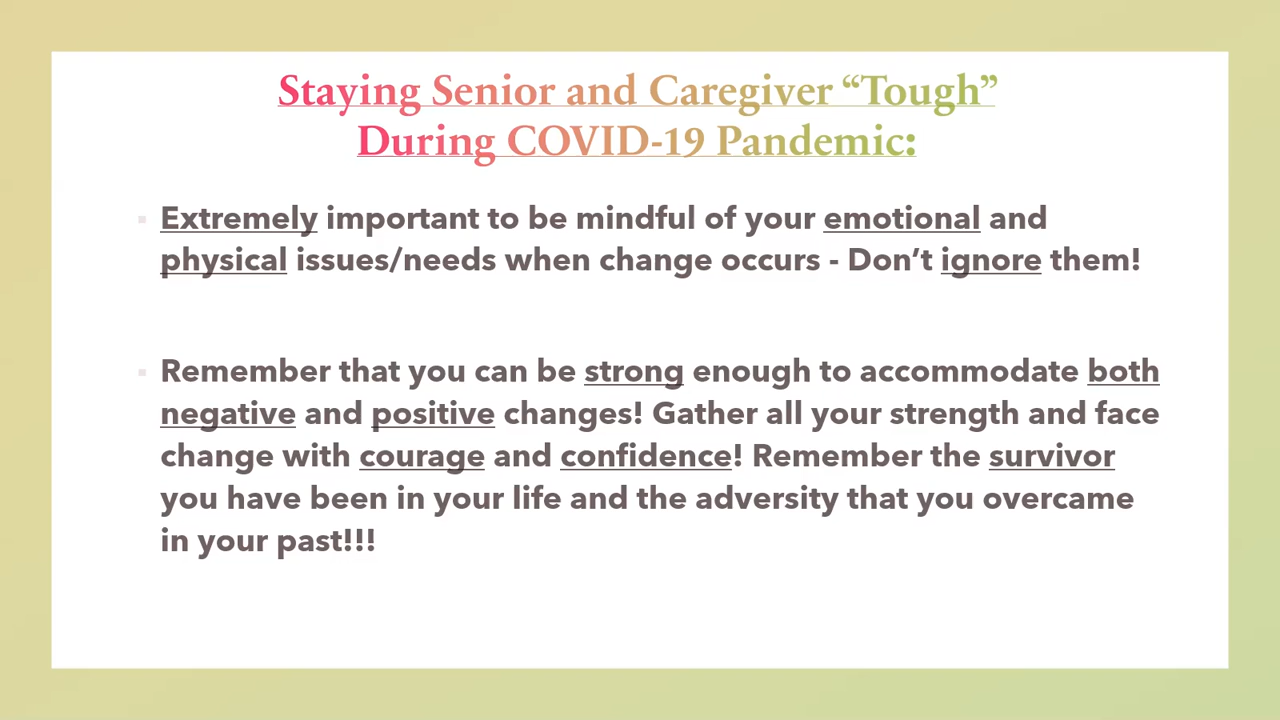 Staying Senior and Caregiver “Tough”
During COVID-19 Pandemic:
Extremely important to be mindful of your emotional and
physical issues/needs when change occurs - Don’t ignore them!
Remember that you can be strong enough to accommodate both
negative and positive changes! Gather all your strength and face
change with courage and confidence! Remember the survivor
you have been in your life and the adversity that you overcame
in your past!!!